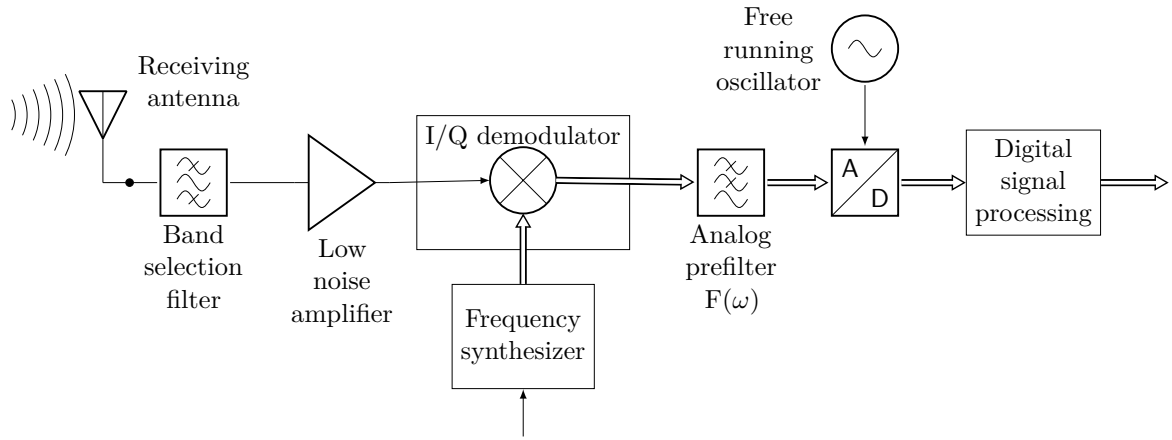 Receiving
antenna
Band
selection
filter
Low
noise
amplifier
I/Q demodulator
Frequency
synthesizer
Analog
prefilter
F(ω)
Free
running
oscillator
A
D
Digital
signal
processing